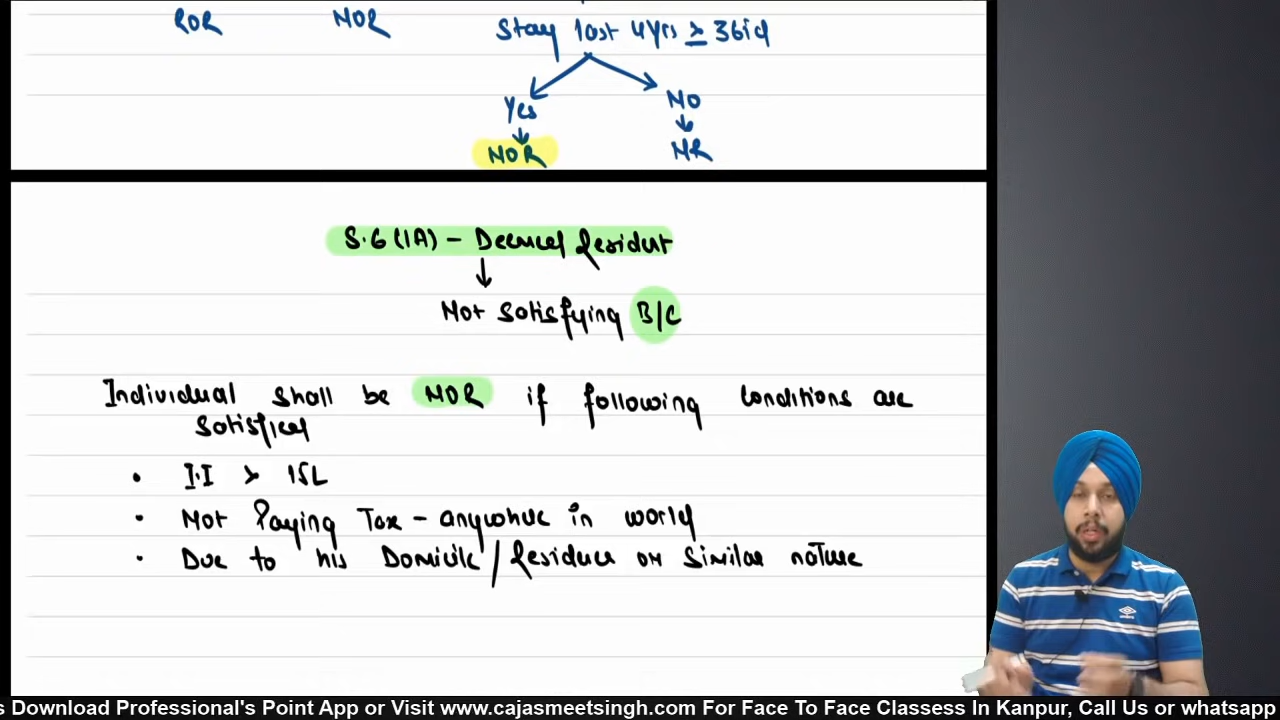 ROR NOR Stay last 4yrs ≥ 361d
Yes NO
NOR NR
S.6(1A) - Deemed Resident
Not Satisfying B/C
Individual shall be NOR if following conditions are
satisfied
• I.I > 15L
• Not Paying Tax - anywhere in world
• Due to his Domicile / Residence or Similar nature
s Download Professional's Point App or Visit www.cajasmeetsingh.com For Face To Face Classess In Kanpur, Call Us or whatsapp